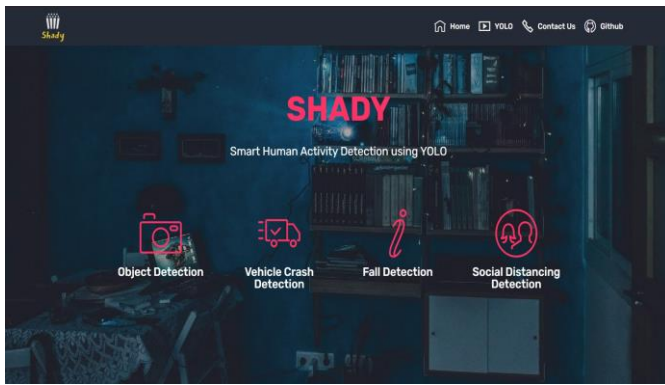 Shady
Home
YOLO
Contact Us
Github
SHADY
Smart Human Activity Detection using YOLO
Object Detection
Vehicle Crash
Detection
Fall Detection
Social Distancing
Detection